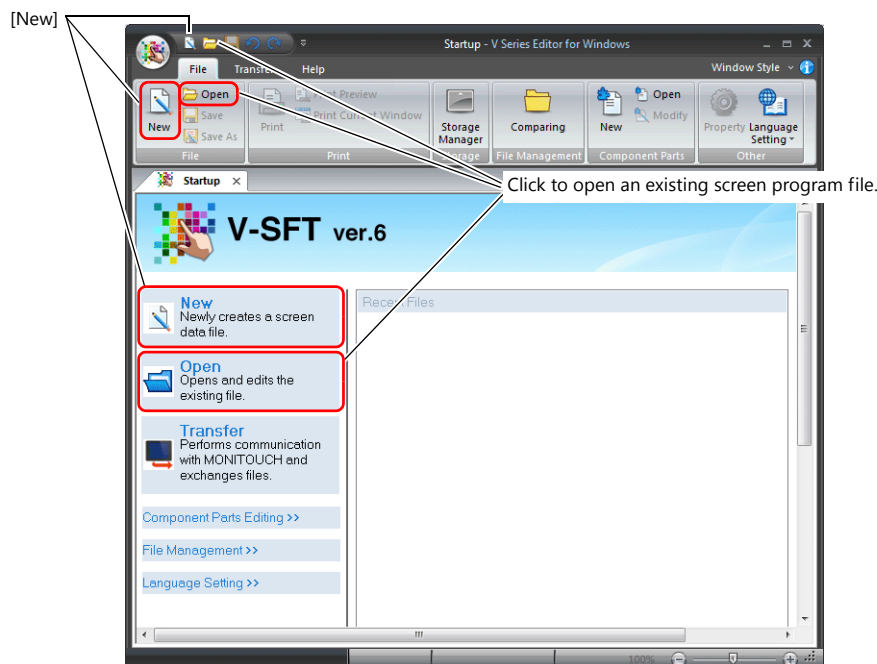 [New]
Startup - V Series Editor for Windows
File Transfer Help Window Style
New
Open
Save
Save As
File
Print
Print Preview
Print Current Window
Print
Storage Manager
Storage
Comparing
File Management
New
Open
Modify
Component Parts
Property
Language Setting
Other
Startup
Click to open an existing screen program file.
V-SFT ver.6
New
Newly creates a screen
data file.
Open
Opens and edits the
existing file.
Transfer
Performs communication
with MONITOUCH and
exchanges files.
Component Parts Editing >>
File Management >>
Language Setting >>
Recent Files
100%